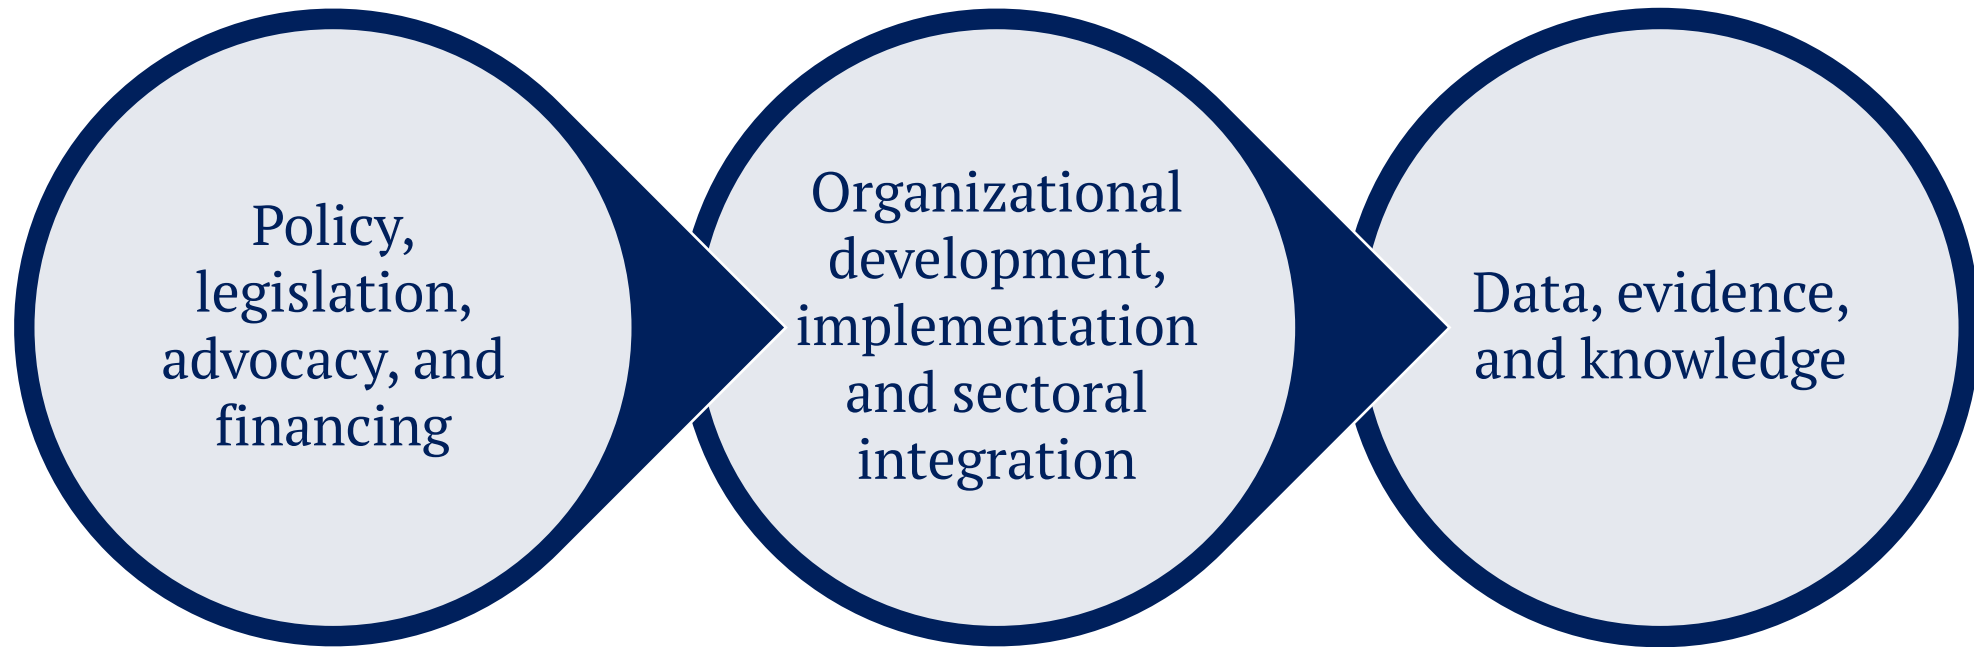 Policy,
legislation,
advocacy, and
financing
Organizational
development,
implementation
and sectoral
integration
Data, evidence,
and knowledge